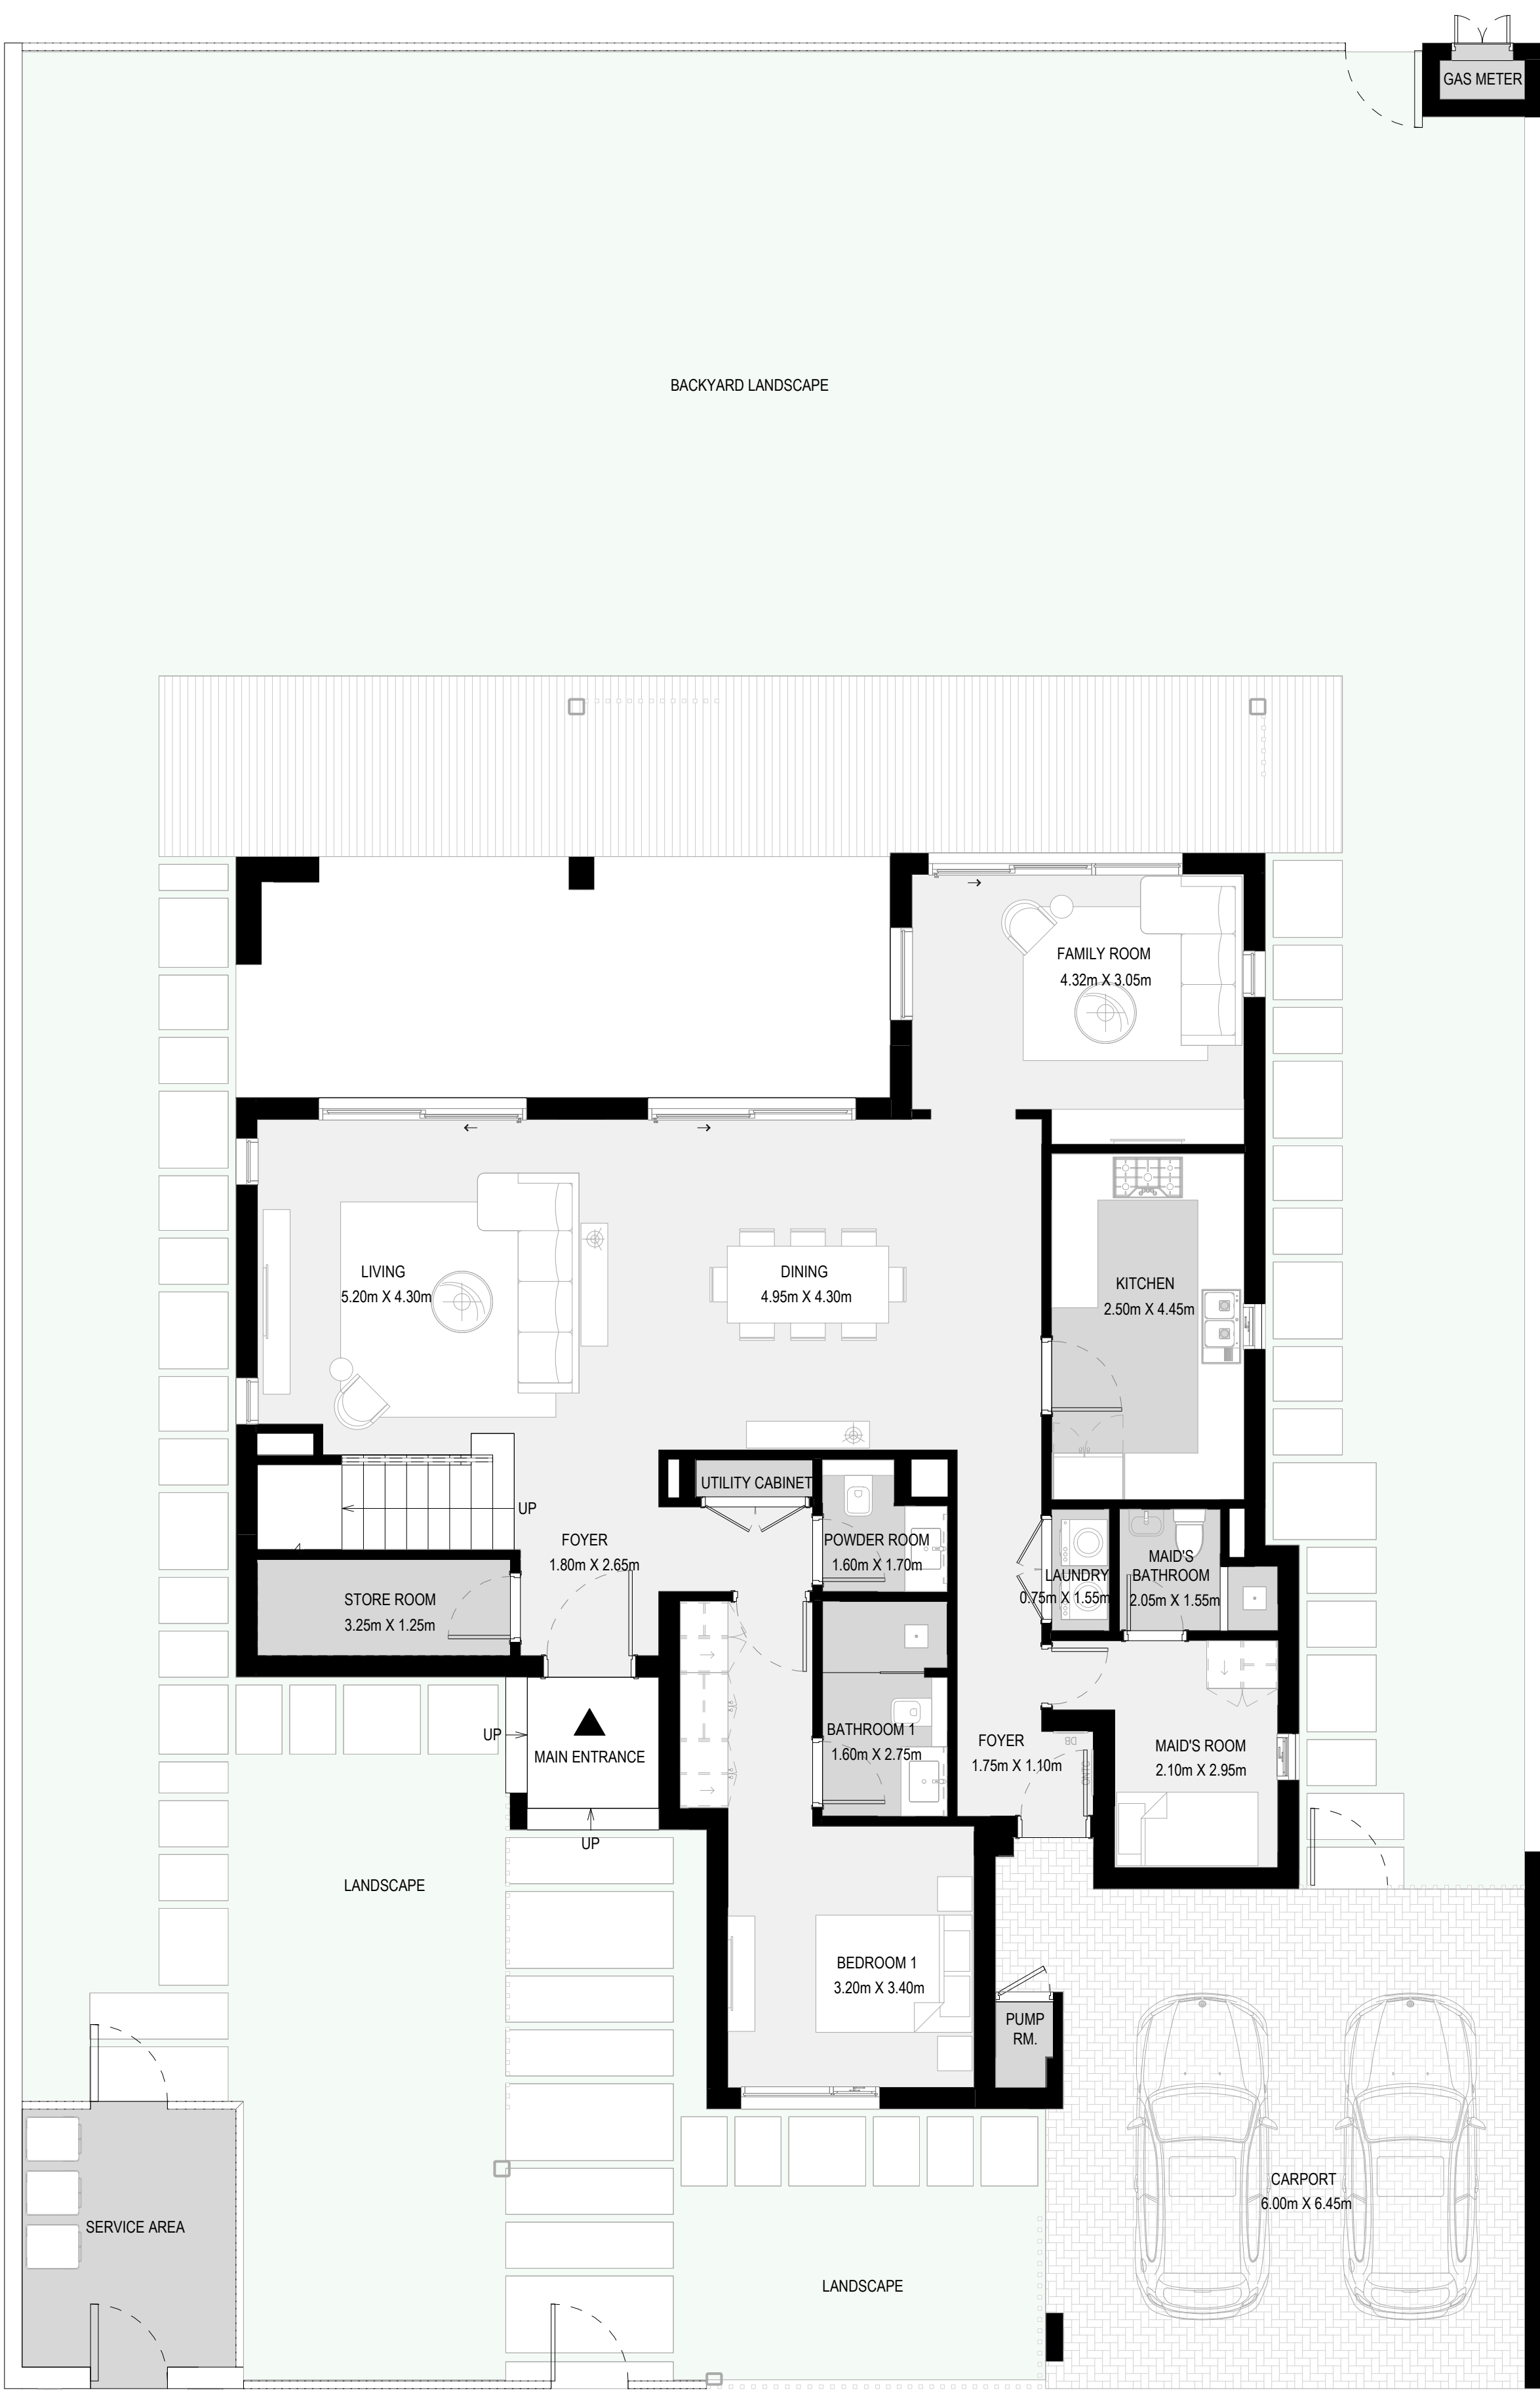 GAS METER
BACKYARD LANDSCAPE
FAMILY ROOM
4.32m X 3.05m
LIVING
5.20m X 4.30m
DINING
4.95m X 4.30m
KITCHEN
2.50m X 4.45m
UTILITY CABINET
UP
FOYER
1.80m X 2.65m
POWDER ROOM
1.60m X 1.70m
LAUNDRY
0.75m X 1.55m
MAID'S
BATHROOM
2.05m X 1.55m
STORE ROOM
3.25m X 1.25m
UP
MAIN ENTRANCE
UP
BATHROOM 1
1.60m X 2.75m
FOYER
1.75m X 1.10m
DB
ONTC
MAID'S ROOM
2.10m X 2.95m
LANDSCAPE
BEDROOM 1
3.20m X 3.40m
PUMP
RM.
CARPORT
6.00m X 6.45m
SERVICE AREA
LANDSCAPE